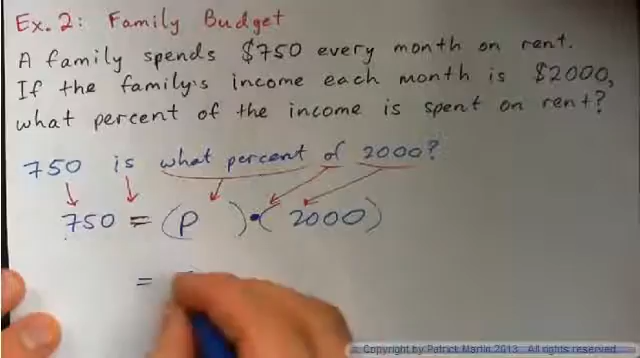 Ex. 2: Family Budget
A family spends $750 every month on rent.
If the family's income each month is $2000,
what percent of the income is spent on rent?
750 is what percent of 2000?
750 = (P )•( 2000)
=
Copyright by Patrick Martin 2013. All rights reserved.